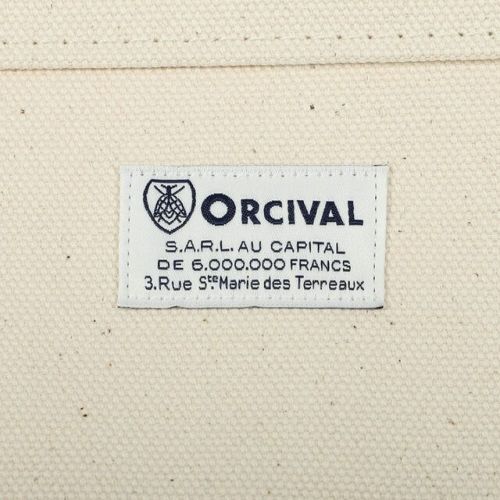 ORCIVAL
S.A.R.L. AU CAPITAL
DE 6.000.000 FRANCS
3.Rue Ste Marie des Terreaux